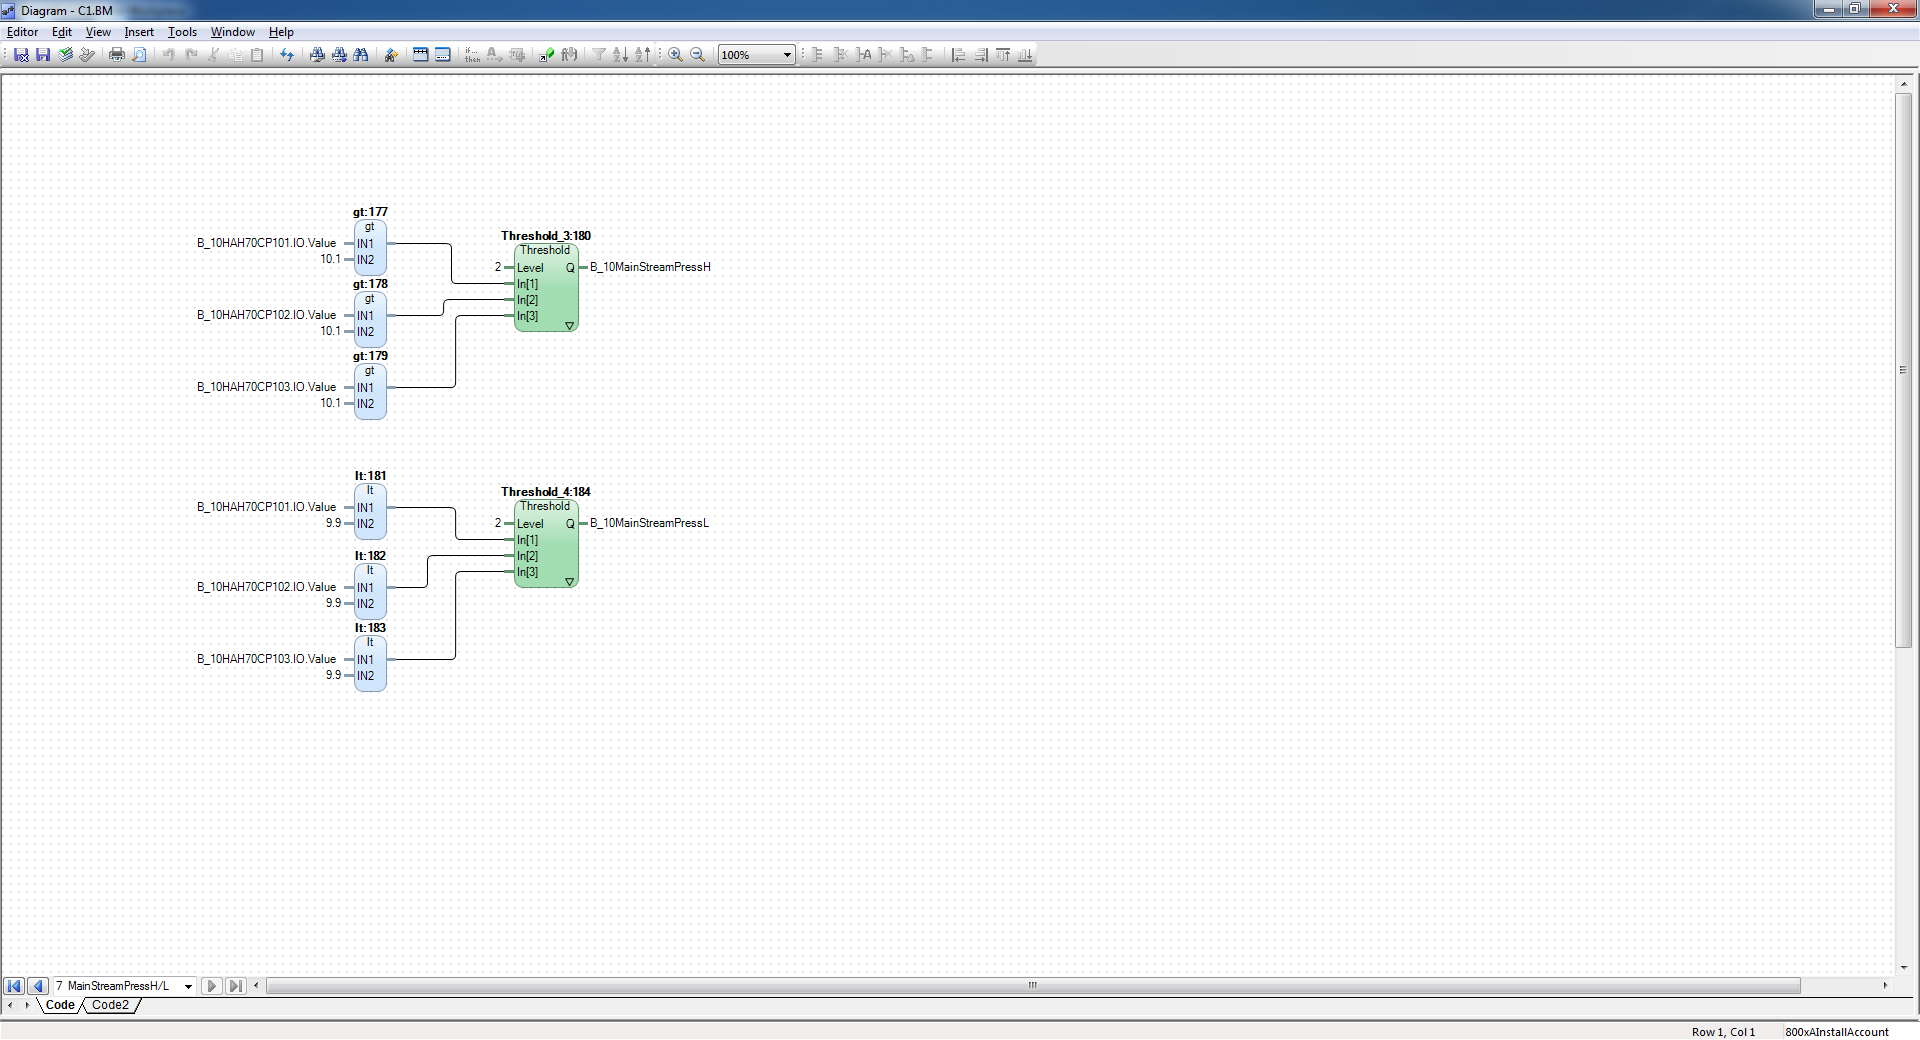 Diagram - C1.BM
Editor Edit View Insert Tools Window Help
if... then
100%
gt:177
gt
B_10HAH70CP101.IO.Value IN1
10.1 IN2
Threshold_3:180
Threshold
2 Level Q B_10MainStreamPressH
In[1]
In[2]
In[3]
gt:178
gt
B_10HAH70CP102.IO.Value IN1
10.1 IN2
gt:179
gt
B_10HAH70CP103.IO.Value IN1
10.1 IN2
lt:181
lt
B_10HAH70CP101.IO.Value IN1
9.9 IN2
Threshold_4:184
Threshold
2 Level Q B_10MainStreamPressL
In[1]
In[2]
In[3]
lt:182
lt
B_10HAH70CP102.IO.Value IN1
9.9 IN2
lt:183
lt
B_10HAH70CP103.IO.Value IN1
9.9 IN2
7 MainStreamPressH/L
Code Code2
Row 1, Col 1 800xAInstallAccount